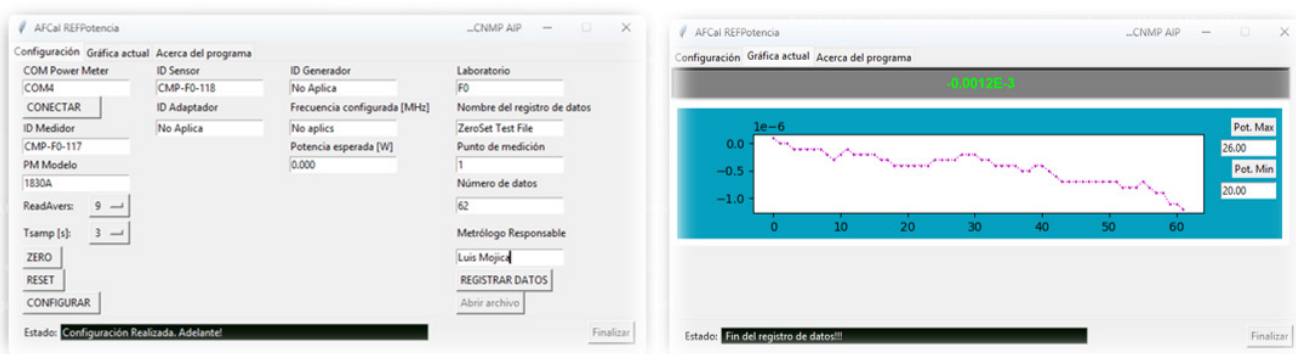 AFCal REFPotencia ...CNMP AIP
Configuración Gráfica actual Acerca del programa
COM Power Meter ID Sensor ID Generador Laboratorio
COM4 CMP-F0-118 No Aplica F0
CONECTAR ID Adaptador Frecuencia configurada [MHz] Nombre del registro de datos
ID Medidor No Aplica No aplics ZeroSet Test File
CMP-F0-117 Potencia esperada [W] Punto de medición
PM Modelo 0.000 1
1830A Número de datos
ReadAvers: 9 62
Tsamp [s]: 3 Metrólogo Responsable
ZERO Luis Mojica
RESET REGISTRAR DATOS
CONFIGURAR Abrir archivo
Estado: Configuración Realizada. Adelante! Finalizar
AFCal REFPotencia ...CNMP AIP
Configuración Gráfica actual Acerca del programa
-0.0012E-3
1e−6
Pot. Max
0.0 26.00
Pot. Min
−0.5 20.00
−1.0
0 10 20 30 40 50 60
Estado: Fin del registro de datos!!! Finalizar